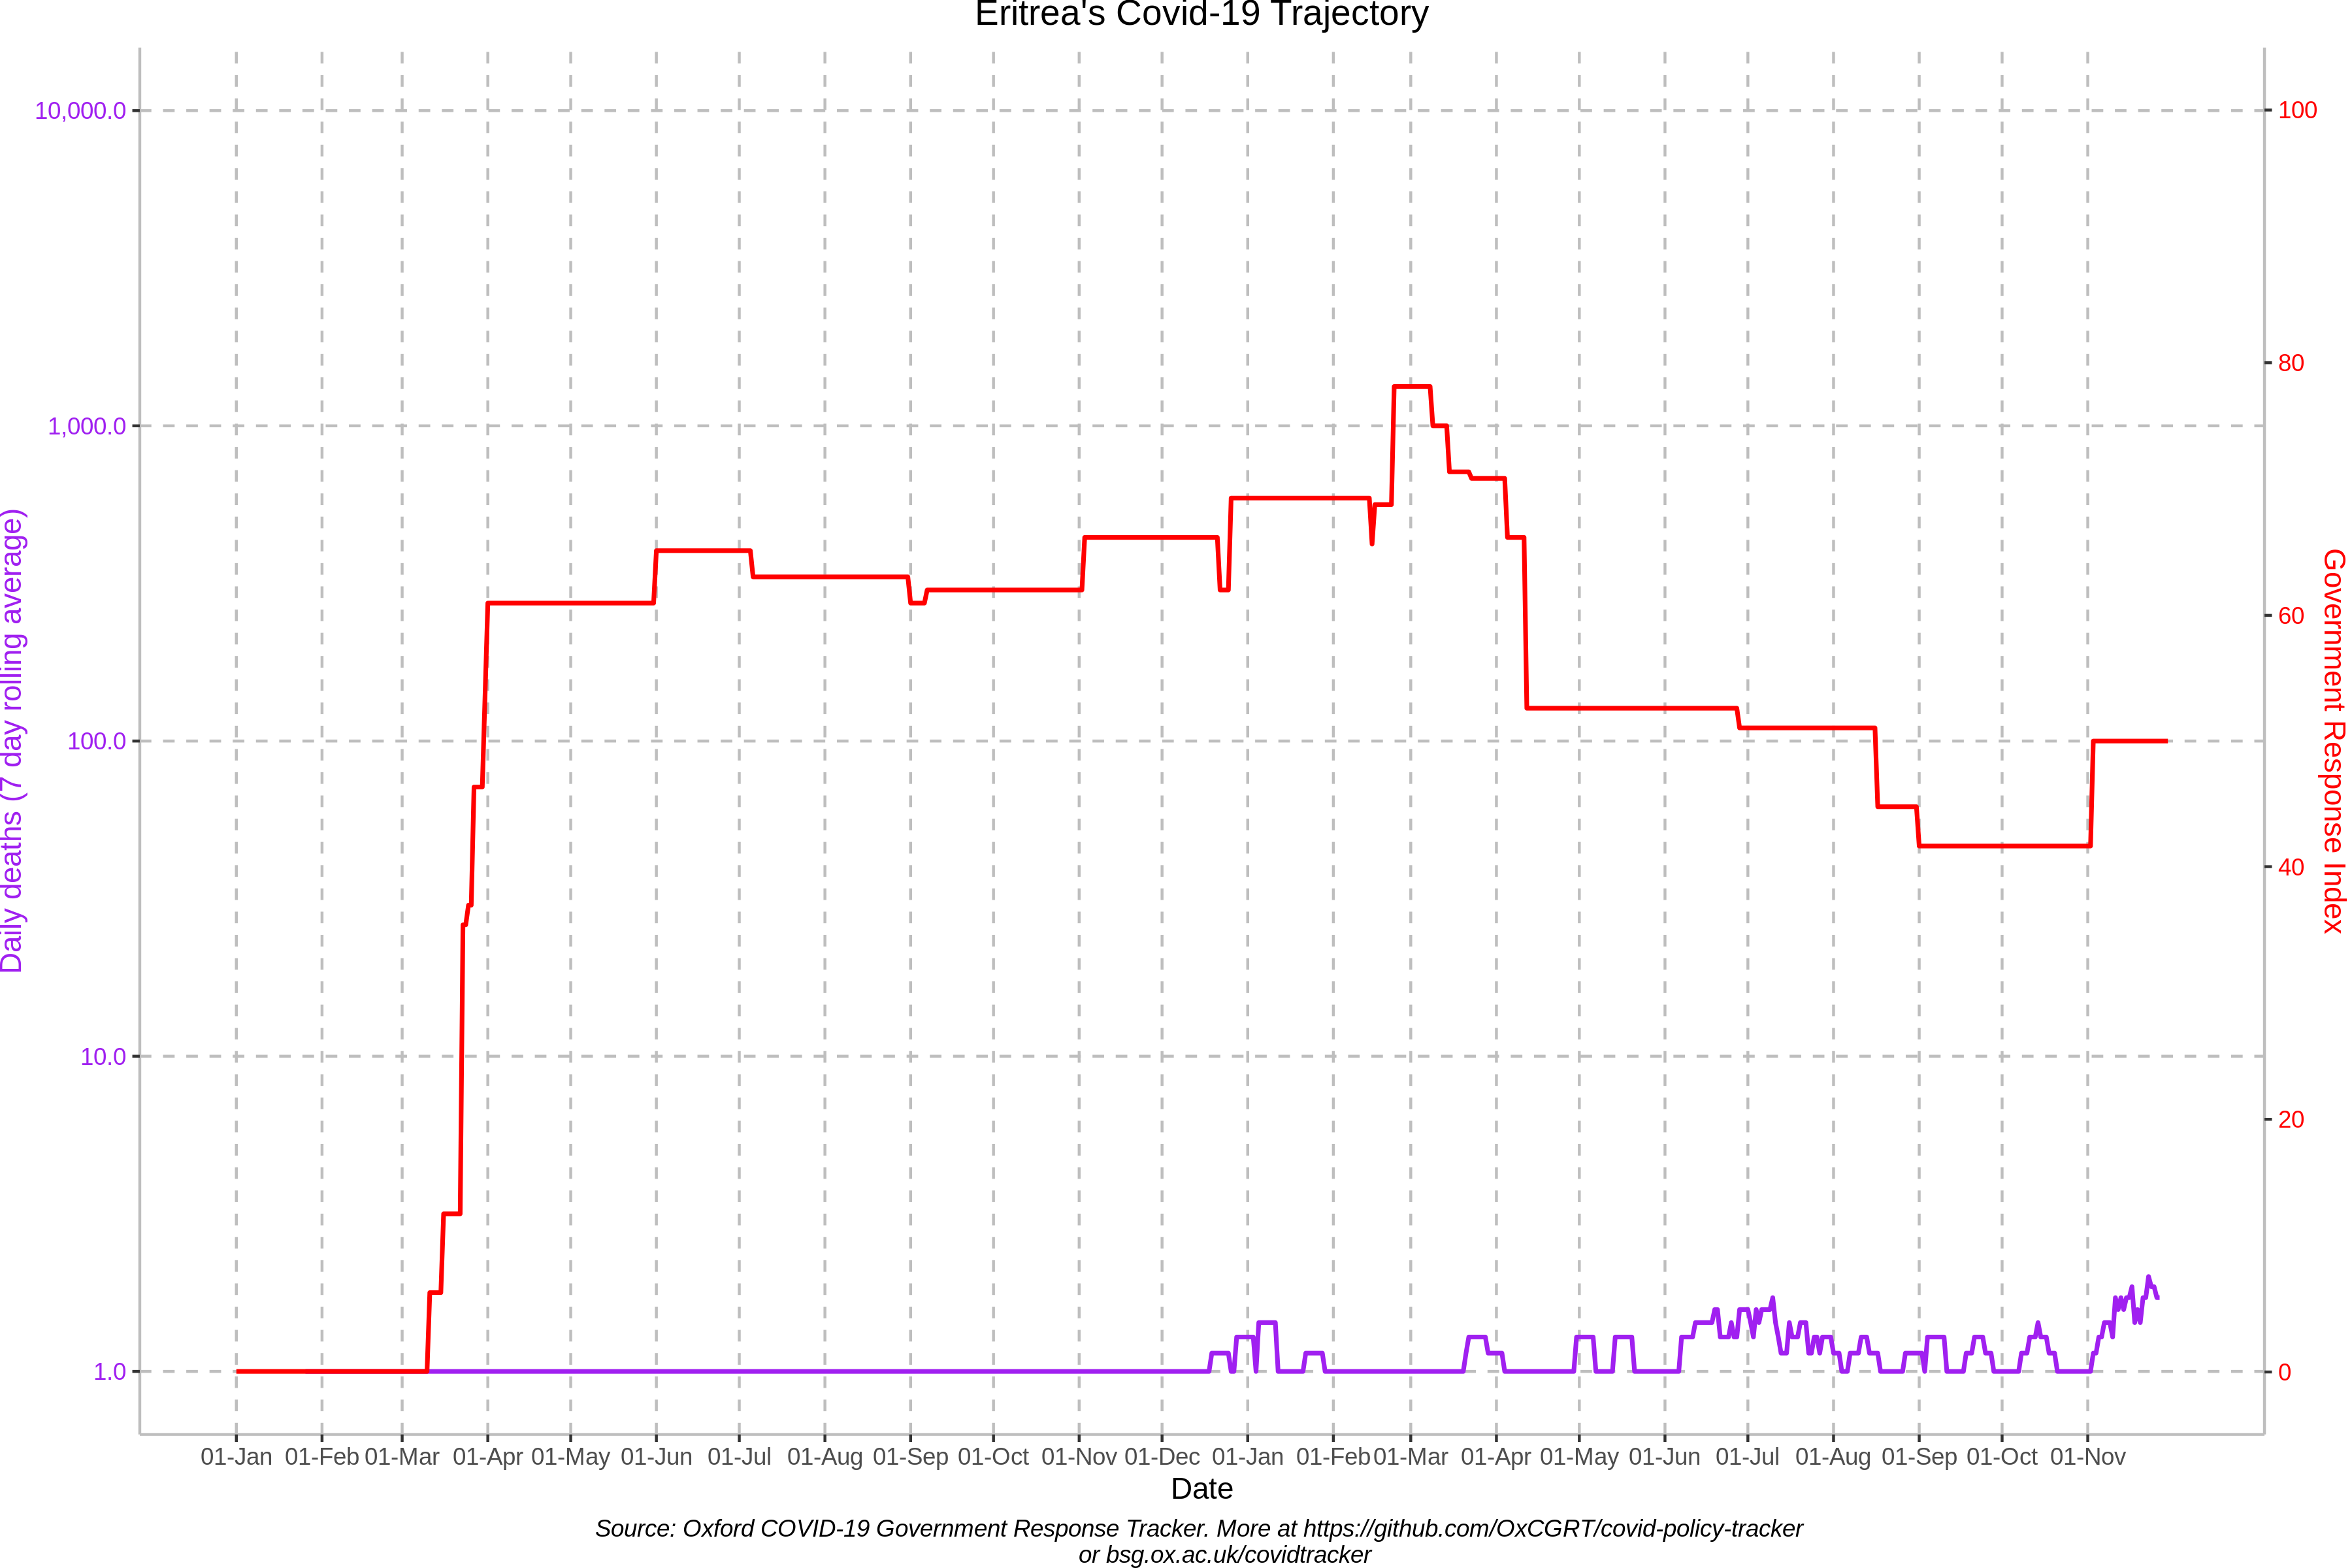 Eritrea's Covid-19 Trajectory
10,000.0
1,000.0
100.0
10.0
1.0
Daily deaths (7 day rolling average)
100
80
60
40
20
0
Government Response Index
01-Jan 01-Feb 01-Mar 01-Apr 01-May 01-Jun 01-Jul 01-Aug 01-Sep 01-Oct 01-Nov 01-Dec 01-Jan 01-Feb 01-Mar 01-Apr 01-May 01-Jun 01-Jul 01-Aug 01-Sep 01-Oct 01-Nov
Date
Source: Oxford COVID-19 Government Response Tracker. More at https://github.com/OxCGRT/covid-policy-tracker
or bsg.ox.ac.uk/covidtracker